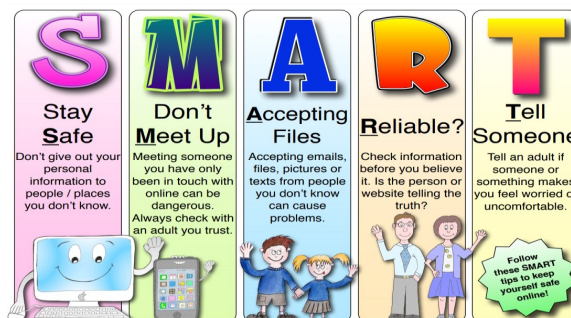 S
Stay
Safe
Don't give out your
personal
information to
people / places
you don't know.
M
Don't
Meet Up
Meeting someone
you have only
been in touch with
online can be
dangerous.
Always check with
an adult you trust.
A
Accepting
Files
Accepting emails,
files, pictures or
texts from people
you don't know
can cause
problems.
R
Reliable?
Check information
before you believe
it. Is the person or
website telling the
truth?
T
Tell
Someone
Tell an adult if
someone or
something makes
you feel worried o
uncomfortable.
Follow
these SMART
tips to keep
yourself safe
online!